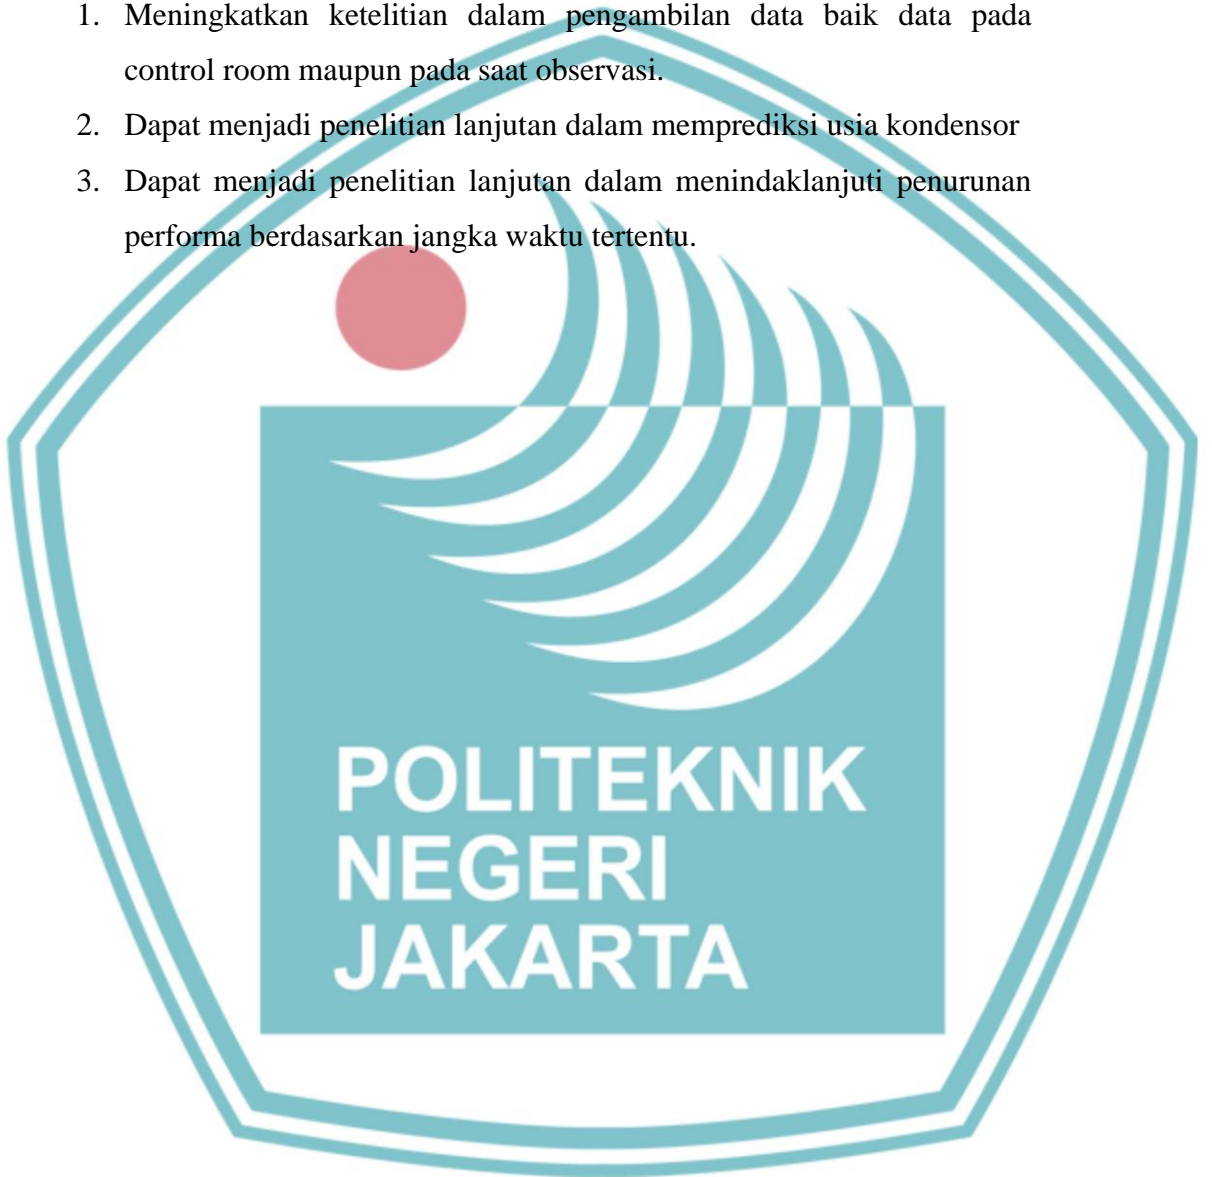 1. Meningkatkan ketelitian dalam pengambilan data baik data pada
control room maupun pada saat observasi.
2. Dapat menjadi penelitian lanjutan dalam memprediksi usia kondensor
3. Dapat menjadi penelitian lanjutan dalam menindaklanjuti penurunan
performa berdasarkan jangka waktu tertentu.
POLITEKNIK
NEGERI
JAKARTA